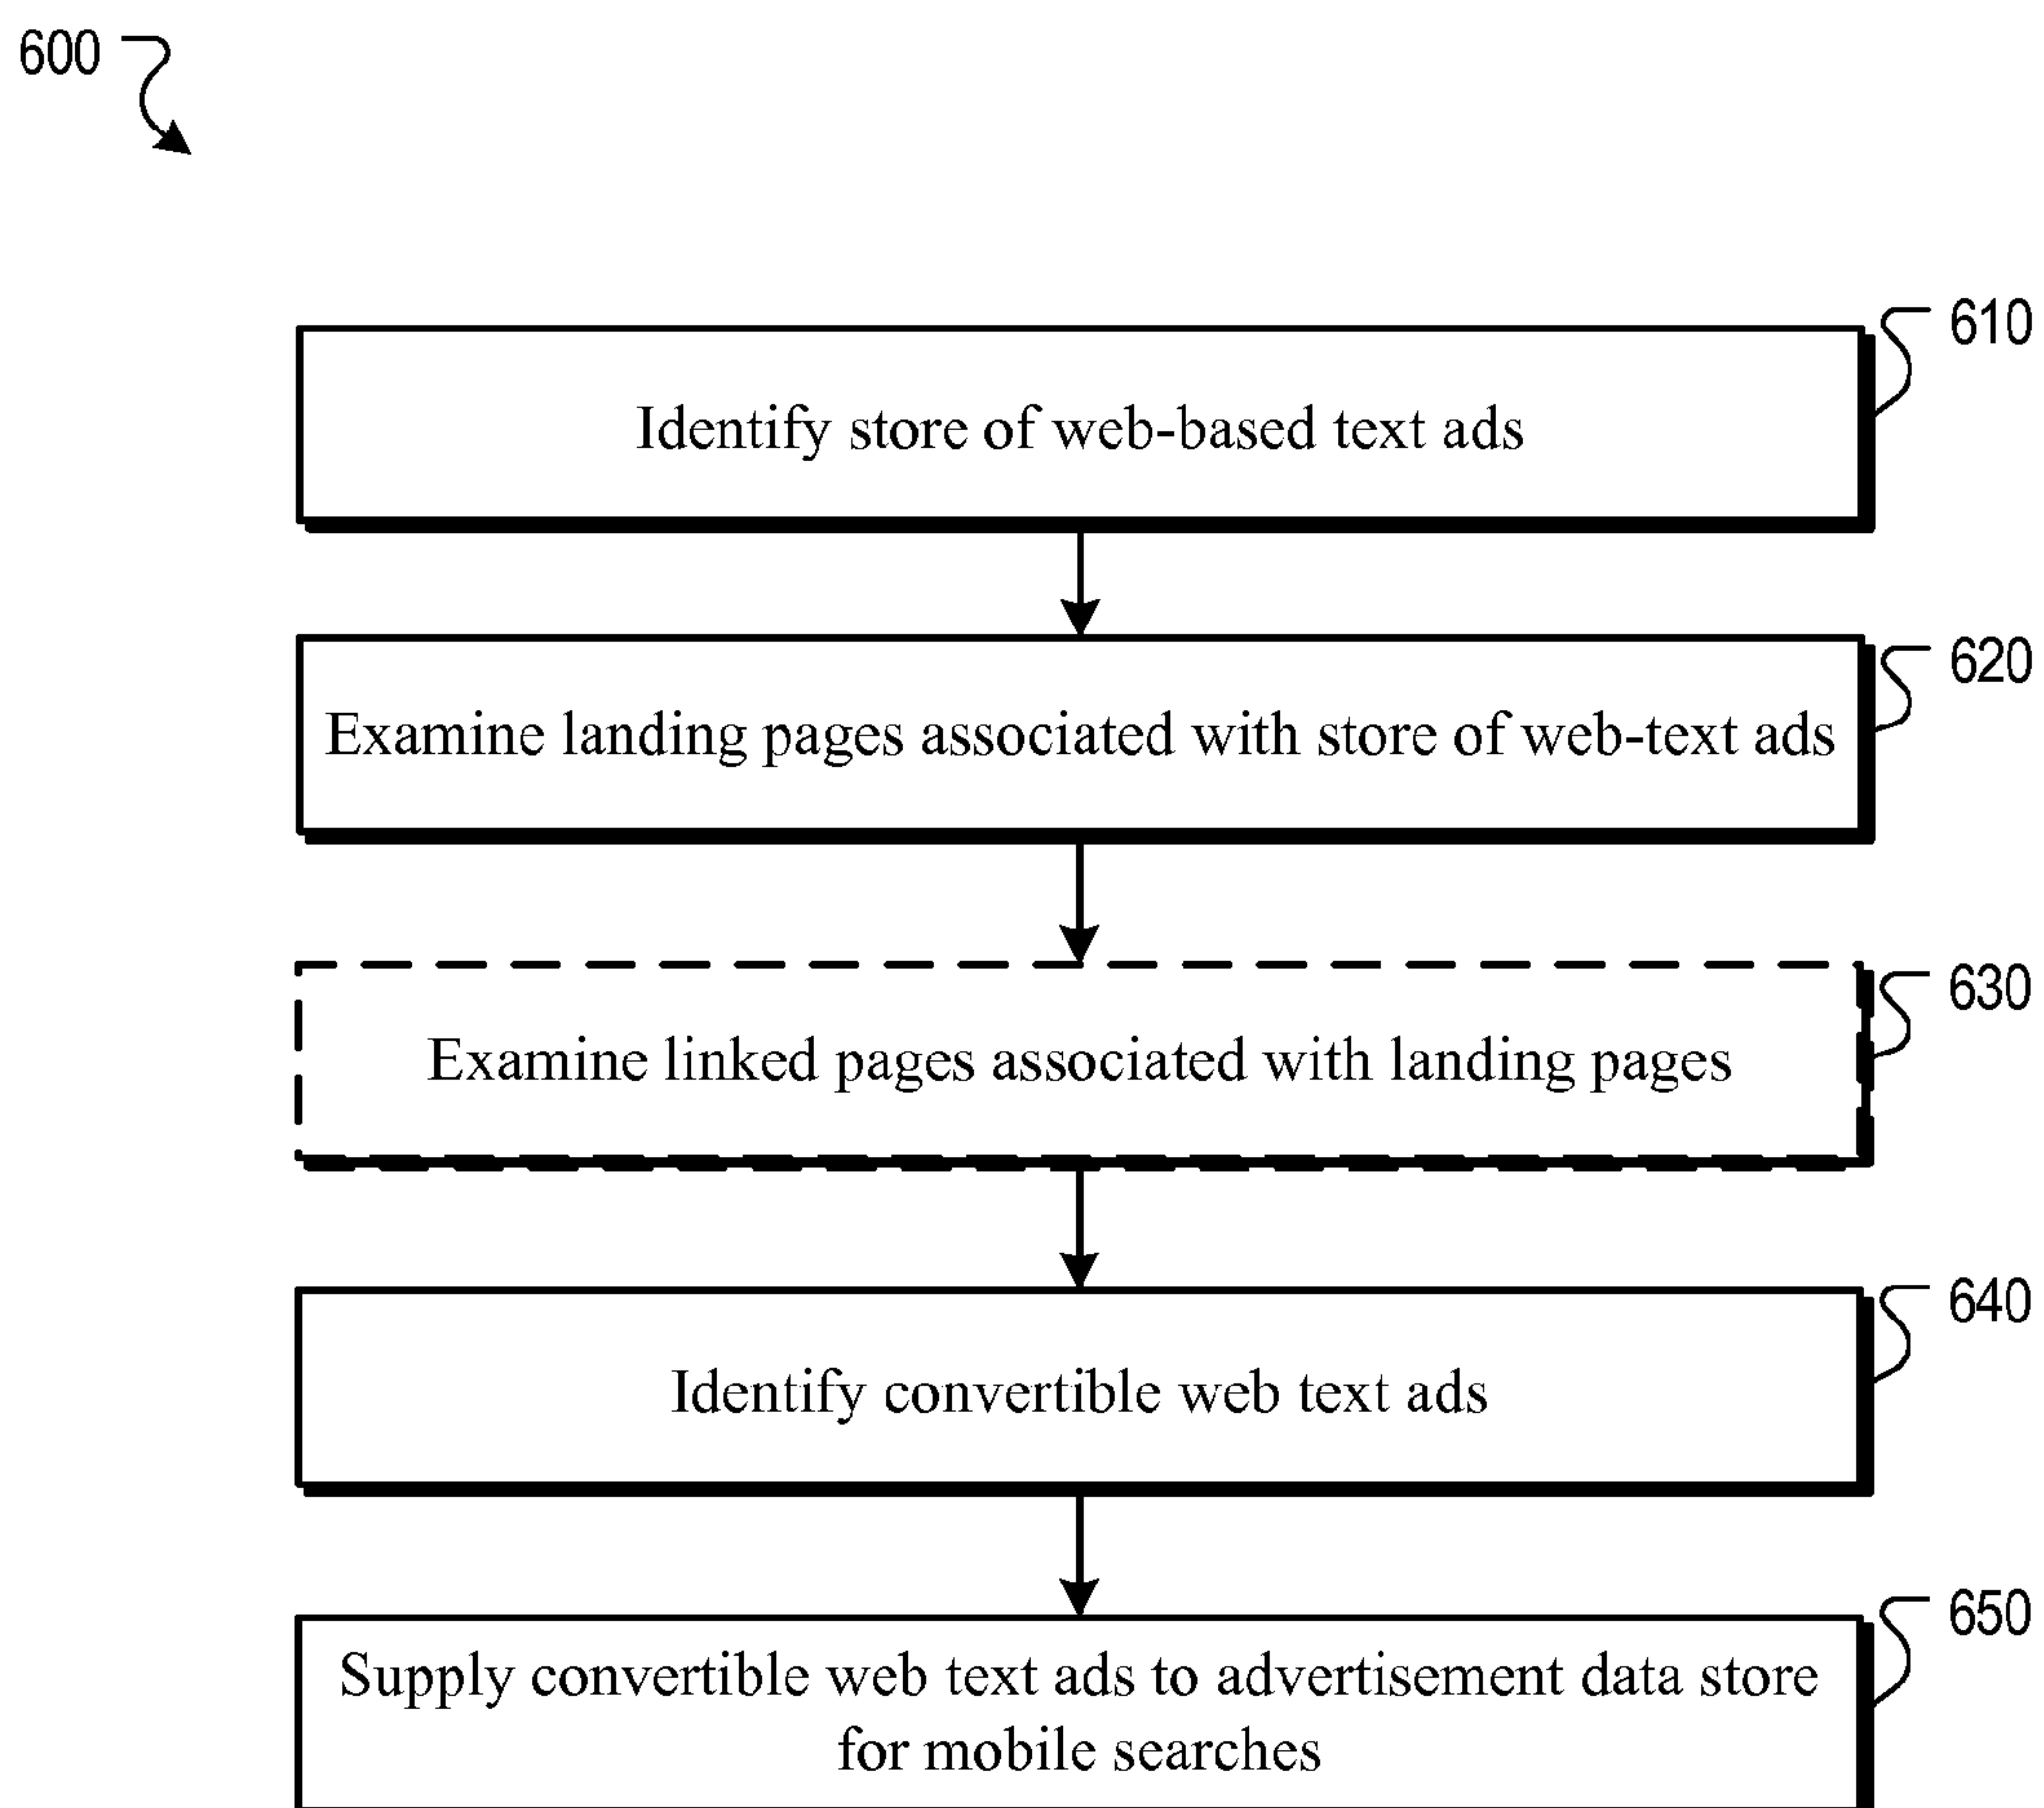 600
610
Identify store of web-based text ads
620
Examine landing pages associated with store of web-text ads
630
Examine linked pages associated with landing pages
640
Identify convertible web text ads
650
Supply convertible web text ads to advertisement data store
for mobile searches